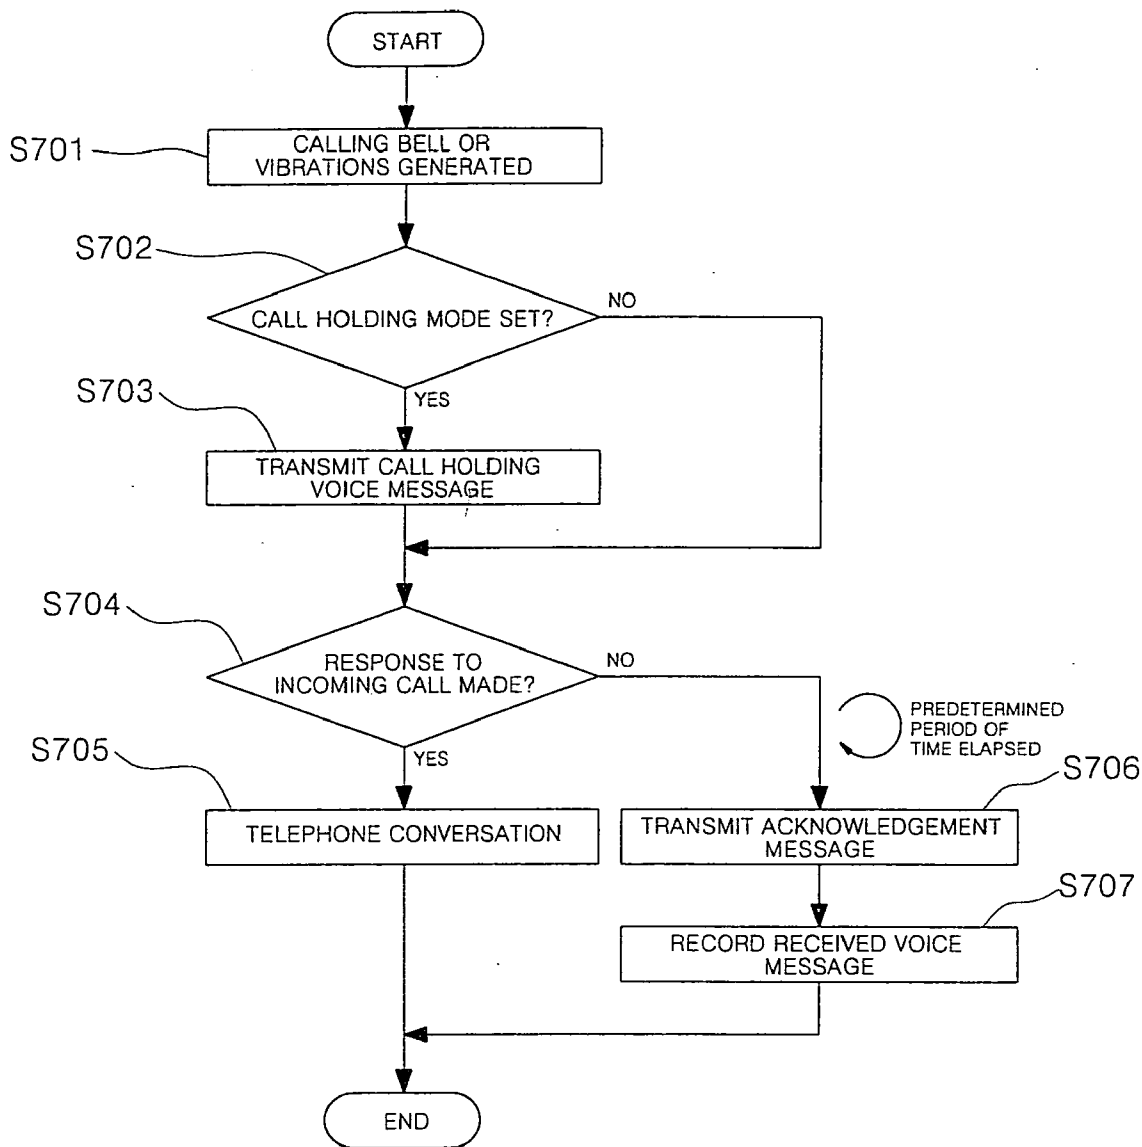 START
S701
CALLING BELL OR
VIBRATIONS GENERATED
S702
CALL HOLDING MODE SET?
NO
YES
S703
TRANSMIT CALL HOLDING
VOICE MESSAGE
S704
RESPONSE TO
INCOMING CALL MADE?
NO
YES
PREDETERMINED
PERIOD OF
TIME ELAPSED
S705
TELEPHONE CONVERSATION
S706
TRANSMIT ACKNOWLEDGEMENT
MESSAGE
S707
RECORD RECEIVED VOICE
MESSAGE
END